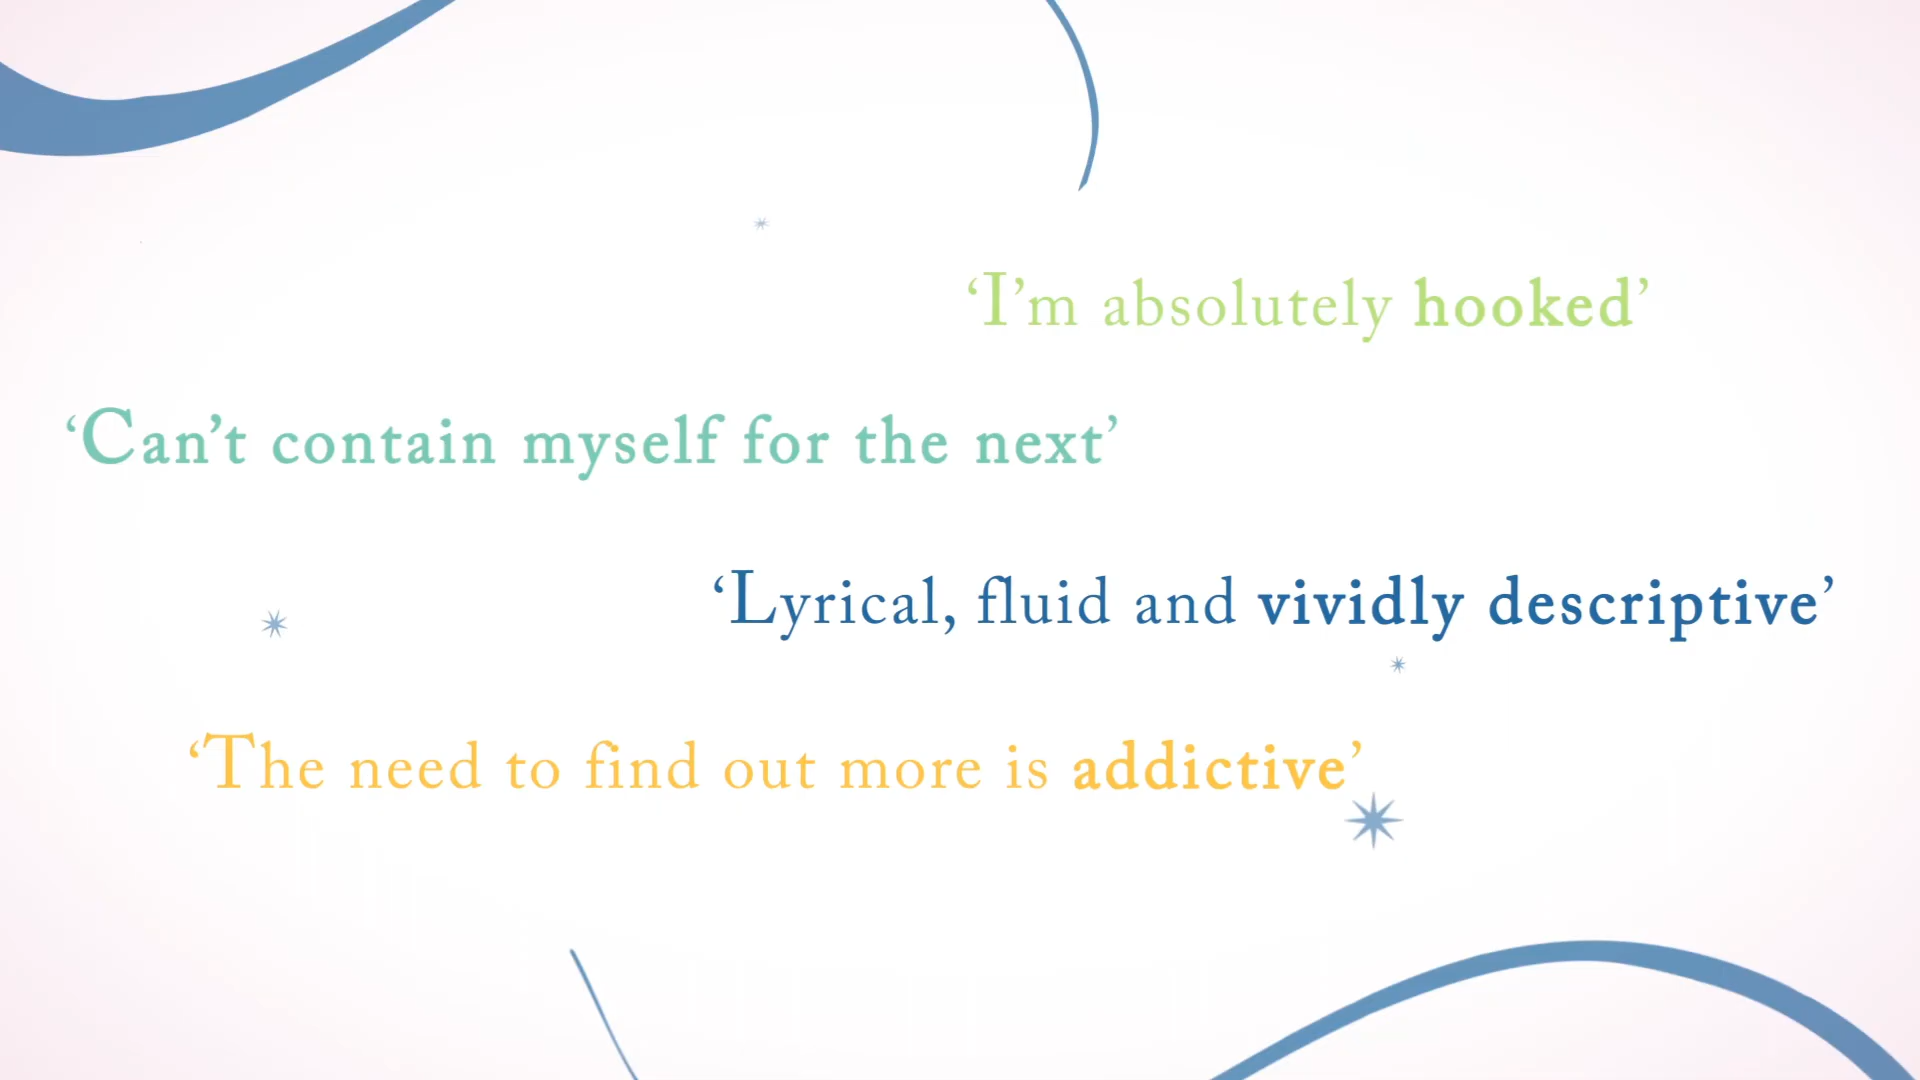 ‘I’m absolutely hooked’
‘Can’t contain myself for the next’
‘Lyrical, fluid and vividly descriptive’
‘The need to find out more is addictive’